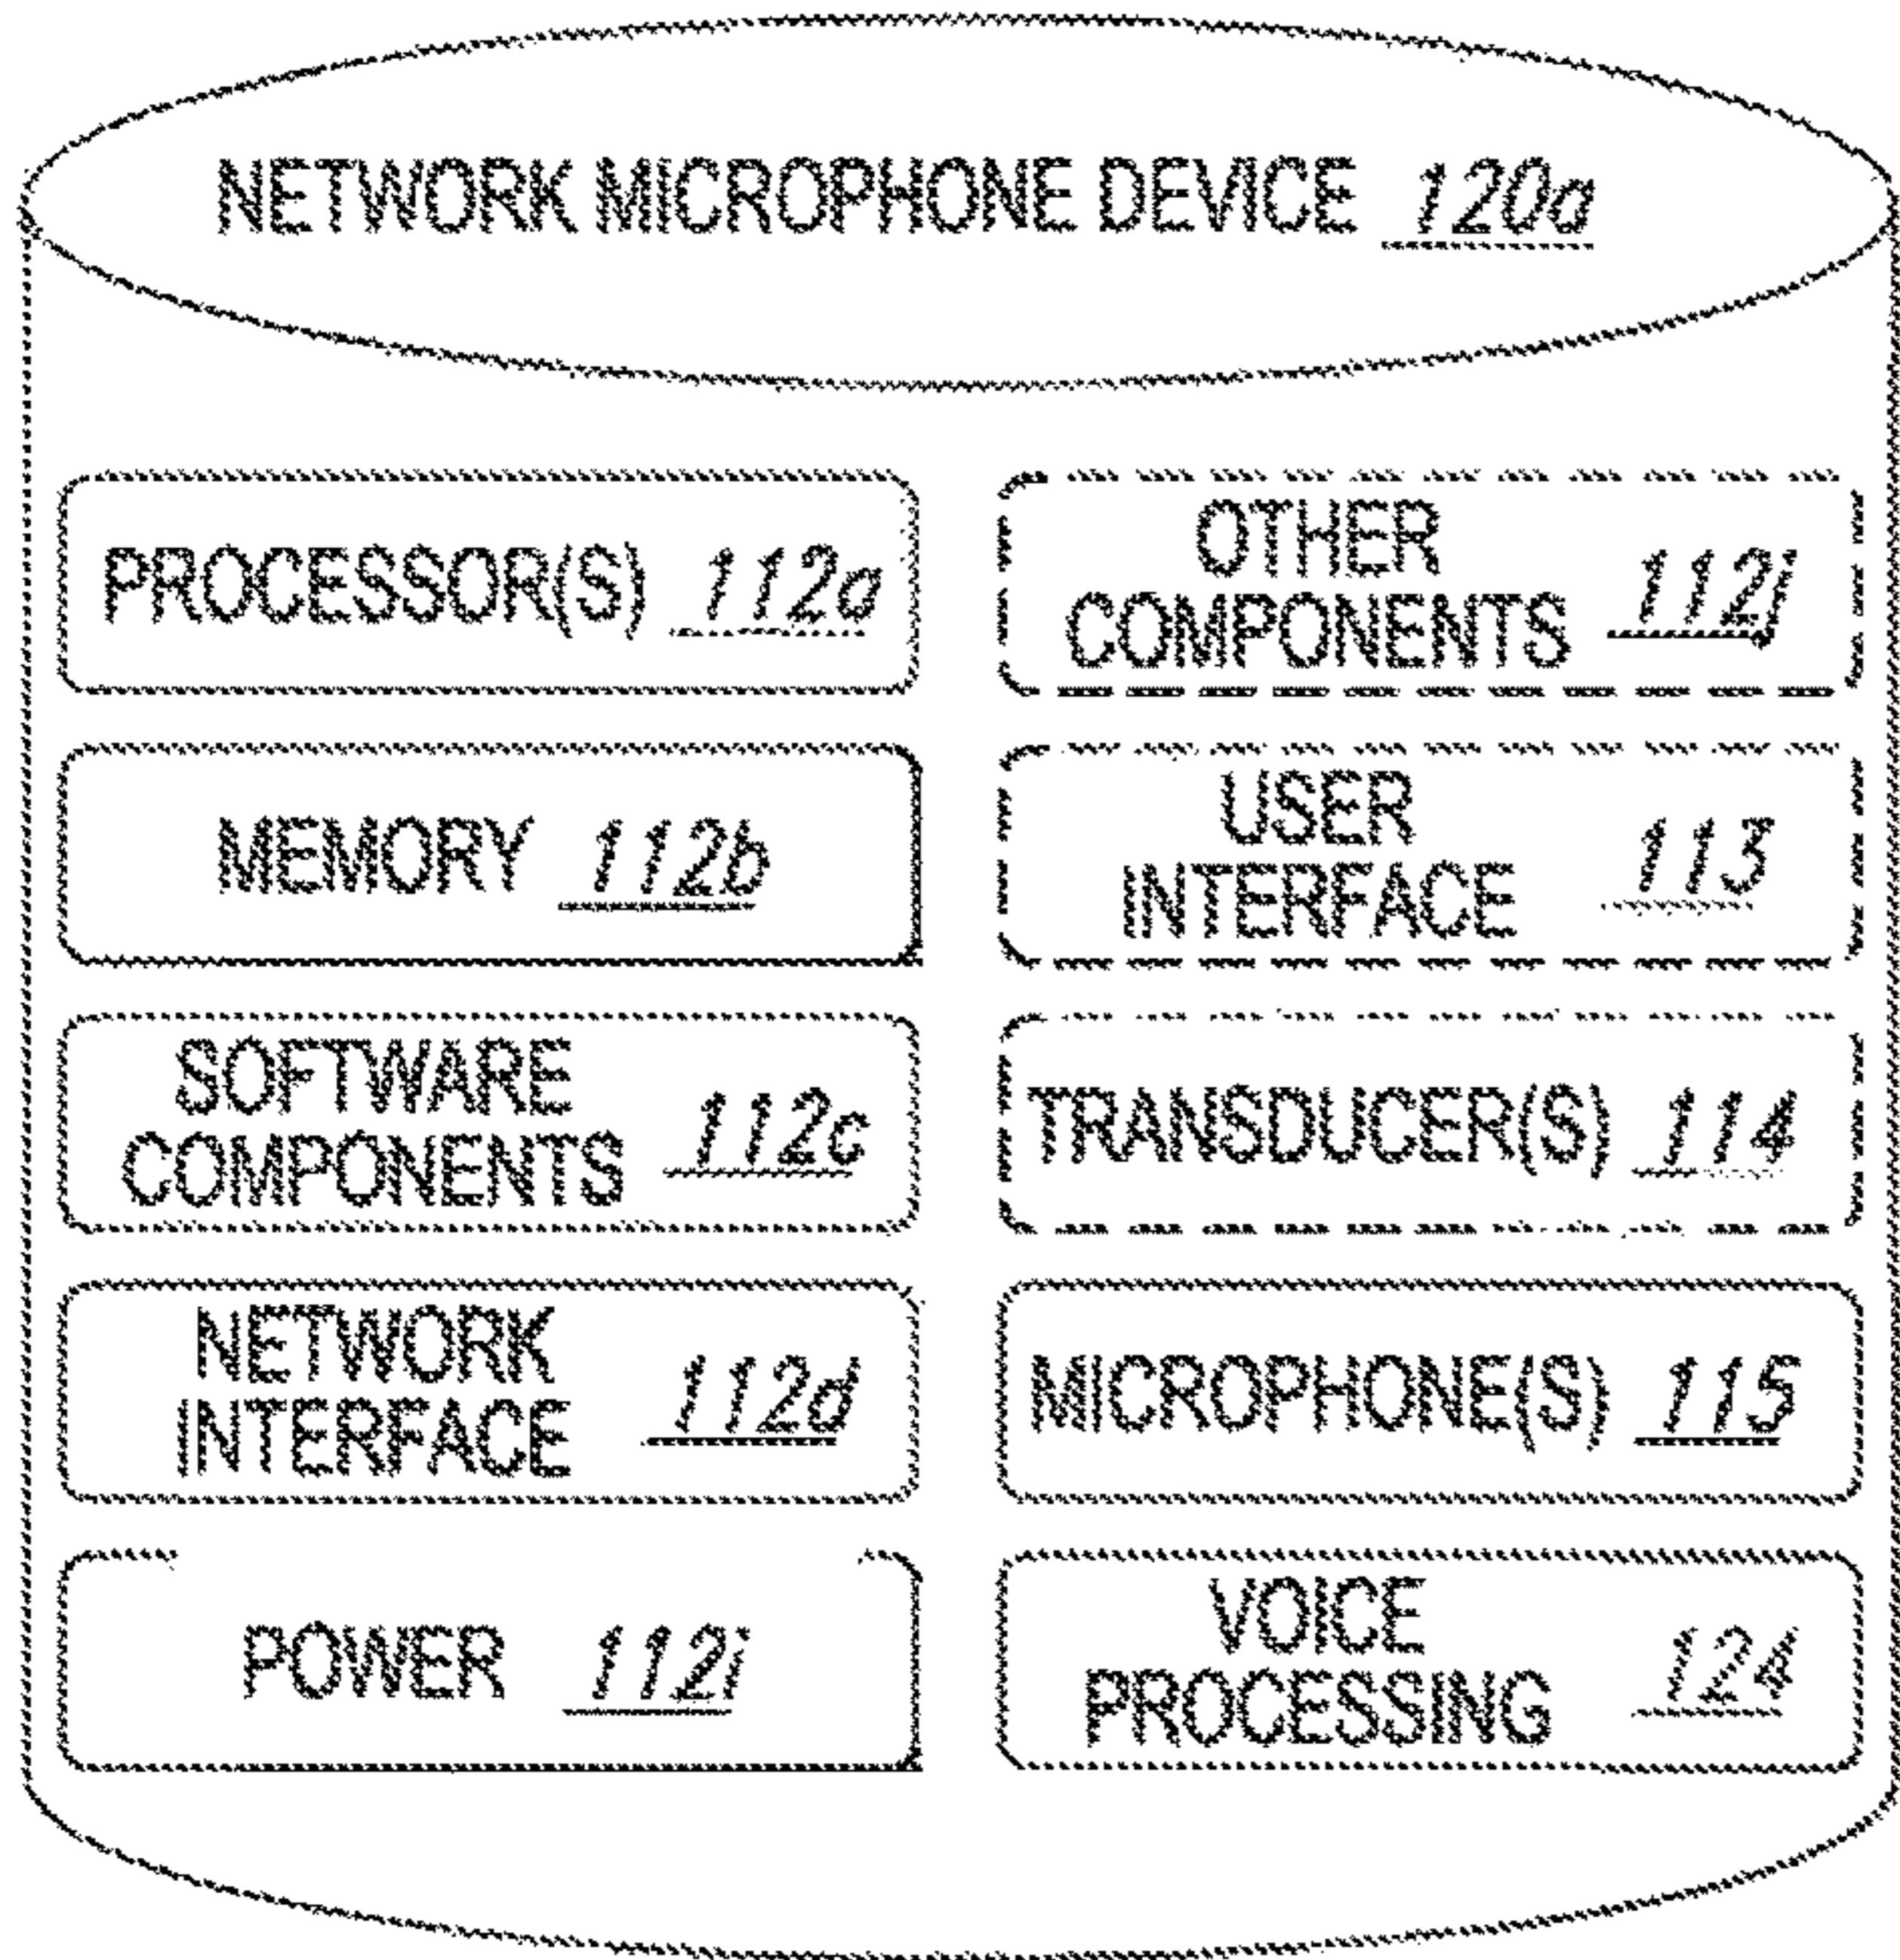 NETWORK MICROPHONE DEVICE 120a
PROCESSOR(S) 112a
MEMORY 112b
SOFTWARE
COMPONENTS 112c
NETWORK
INTERFACE 112d
POWER 112i
OTHER
COMPONENTS 112j
USER
INTERFACE 113
TRANSDUCER(S) 114
MICROPHONE(S) 115
VOICE
PROCESSING 124